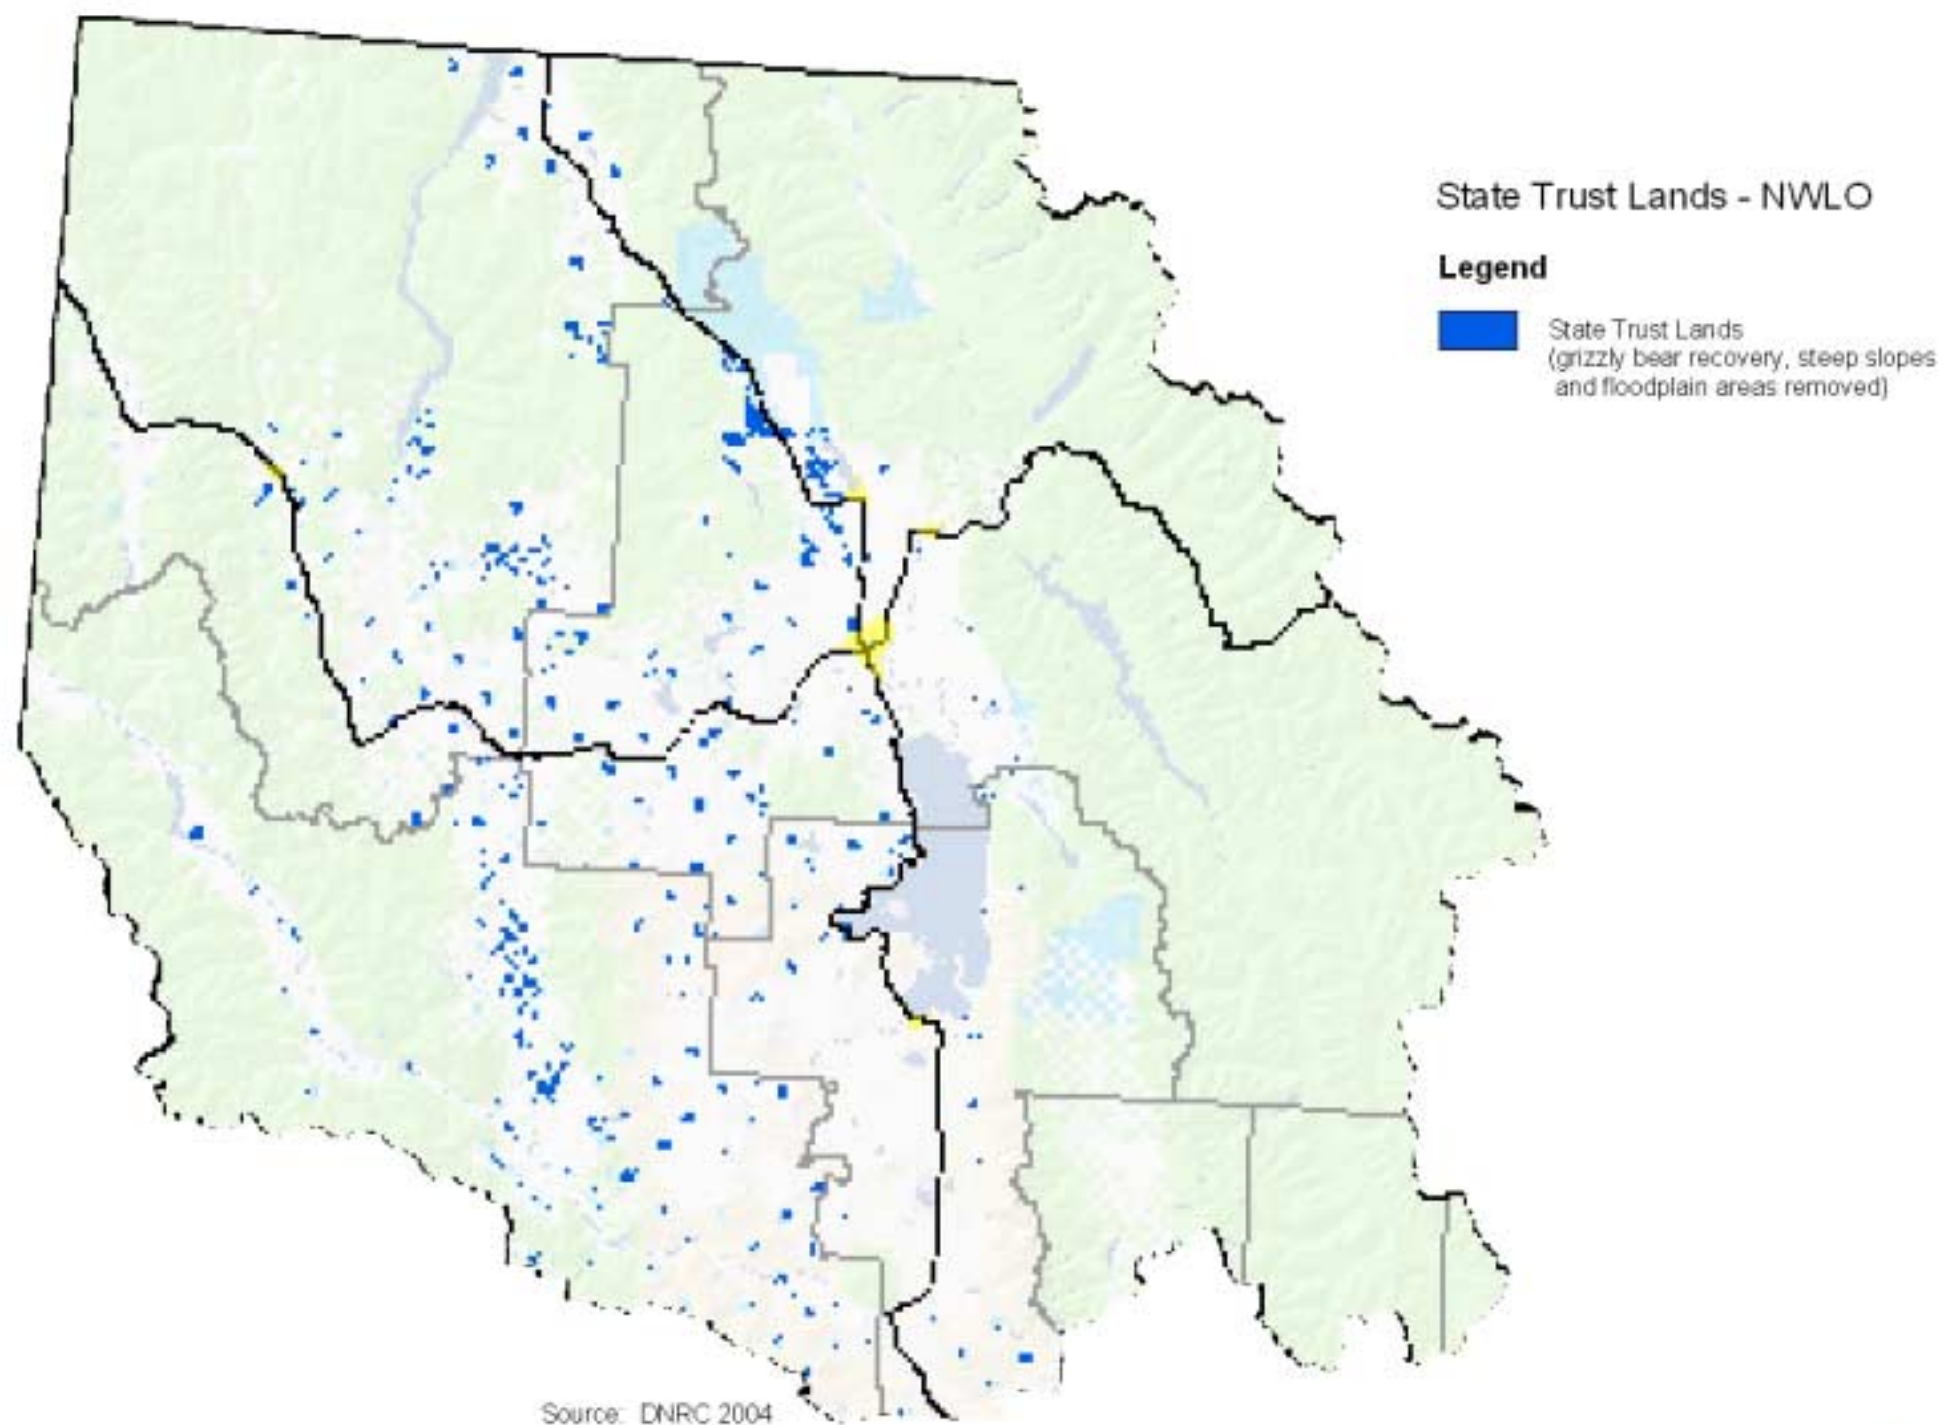 State Trust Lands - NWLO
Legend
State Trust Lands
(grizzly bear recovery, steep slopes
and floodplain areas removed)
Source: DNRC 2004